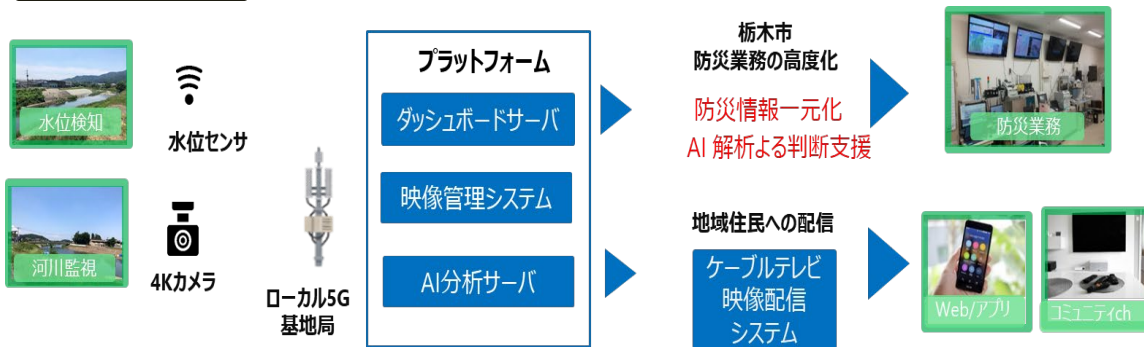 水位検知
水位センサ
河川監視
4Kカメラ
ローカル5G
基地局
プラットフォーム
ダッシュボードサーバ
映像管理システム
AI分析サーバ
栃木市
防災業務の高度化
防災情報一元化
AI 解析よる判断支援
防災業務
地域住民への配信
ケーブルテレビ
映像配信
システム
Web/アプリ
コミュニティch